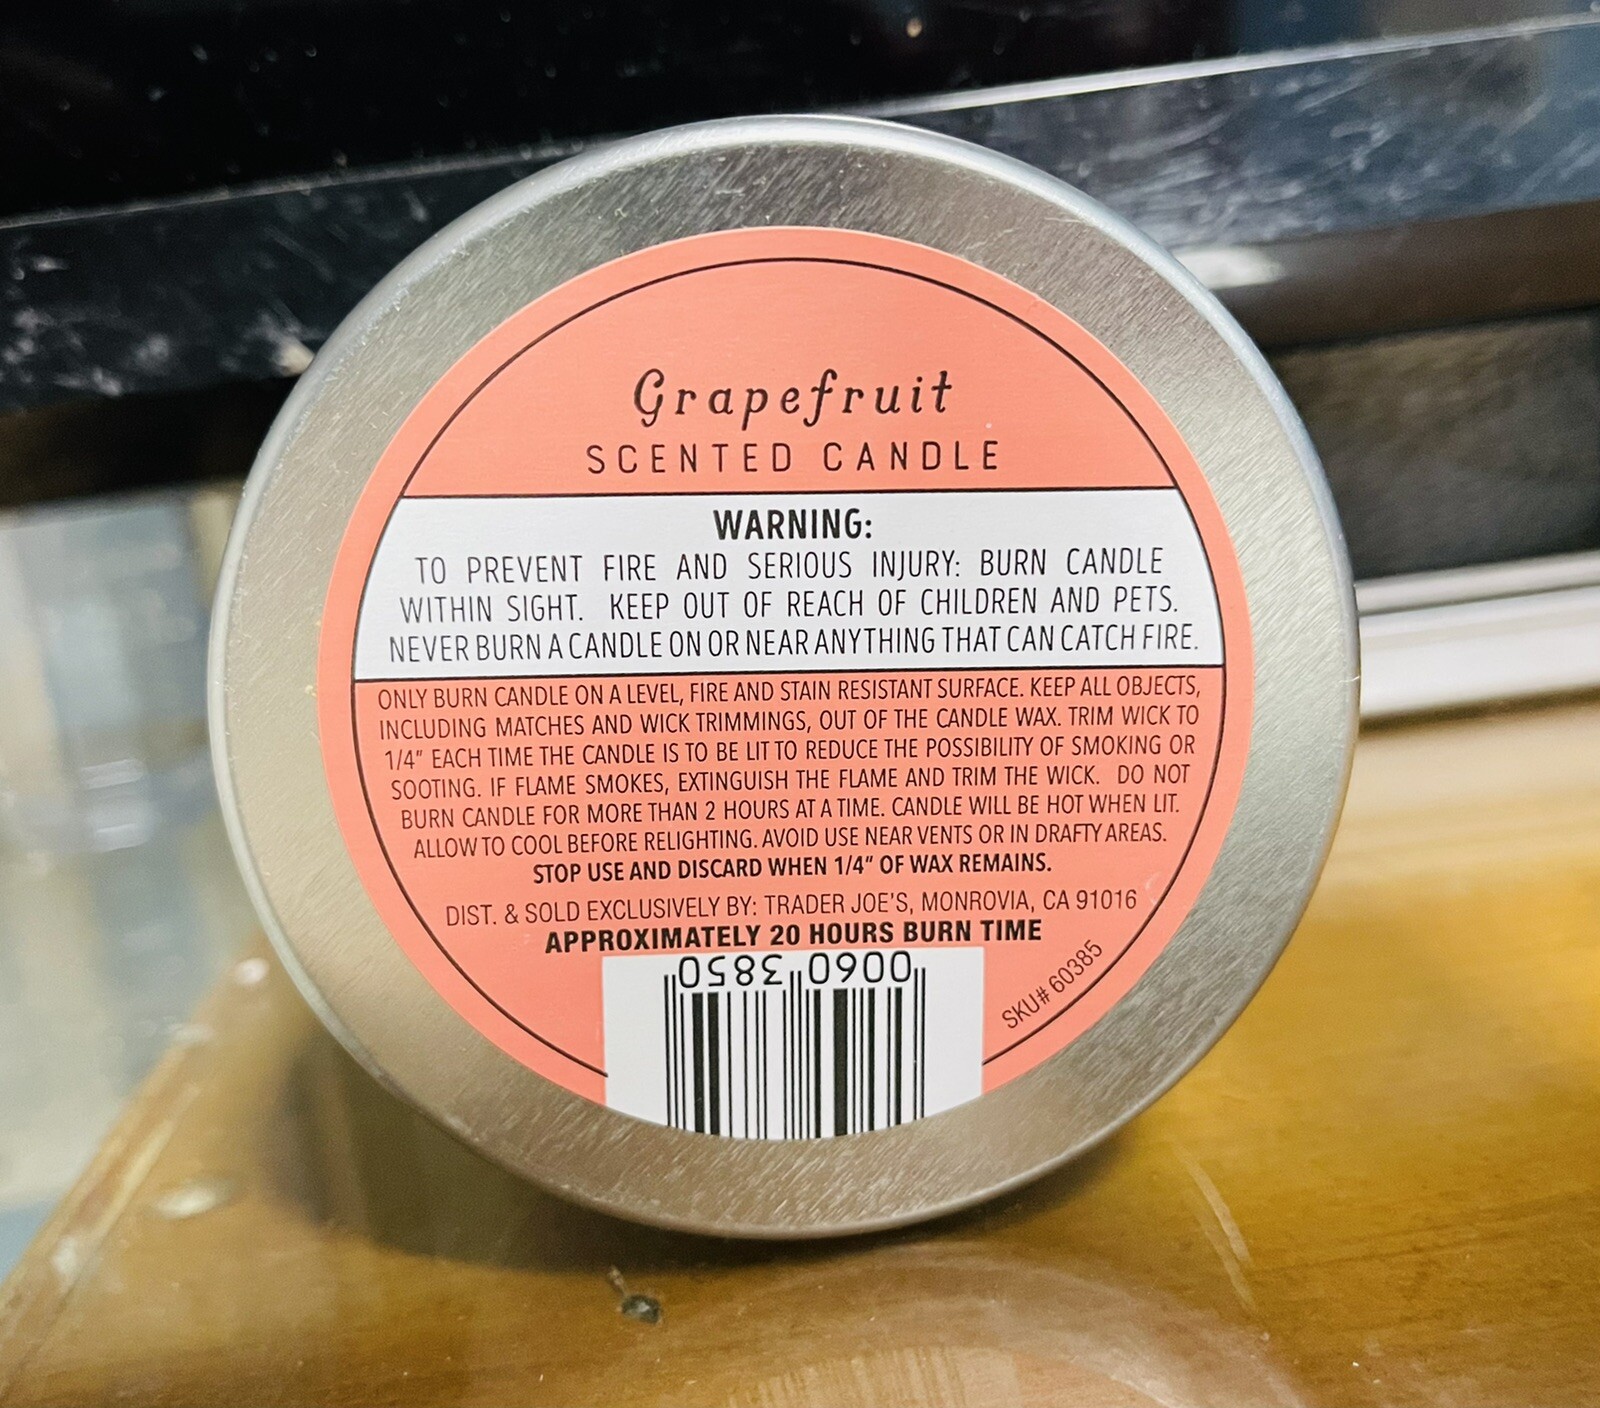 Grapefruit
SCENTED CANDLE
WARNING:
TO PREVENT FIRE AND SERIOUS INJURY: BURN CANDLE
WITHIN SIGHT. KEEP OUT OF REACH OF CHILDREN AND PETS.
NEVER BURN A CANDLE ON OR NEAR ANYTHING THAT CAN CATCH FIRE.
ONLY BURN CANDLE ON A LEVEL, FIRE AND STAIN RESISTANT SURFACE. KEEP ALL OBJECTS,
INCLUDING MATCHES AND WICK TRIMMINGS, OUT OF THE CANDLE WAX. TRIM WICK TO
1/4" EACH TIME THE CANDLE IS TO BE LIT TO REDUCE THE POSSIBILITY OF SMOKING OR
SOOTING. IF FLAME SMOKES, EXTINGUISH THE FLAME AND TRIM THE WICK. DO NOT
BURN CANDLE FOR MORE THAN 2 HOURS AT A TIME. CANDLE WILL BE HOT WHEN LIT.
ALLOW TO COOL BEFORE RELIGHTING. AVOID USE NEAR VENTS OR IN DRAFTY AREAS.
STOP USE AND DISCARD WHEN 1/4" OF WAX REMAINS.
DIST. & SOLD EXCLUSIVELY BY: TRADER JOE'S, MONROVIA, CA 91016
APPROXIMATELY 20 HOURS BURN TIME
0060 3850
SKU# 60385